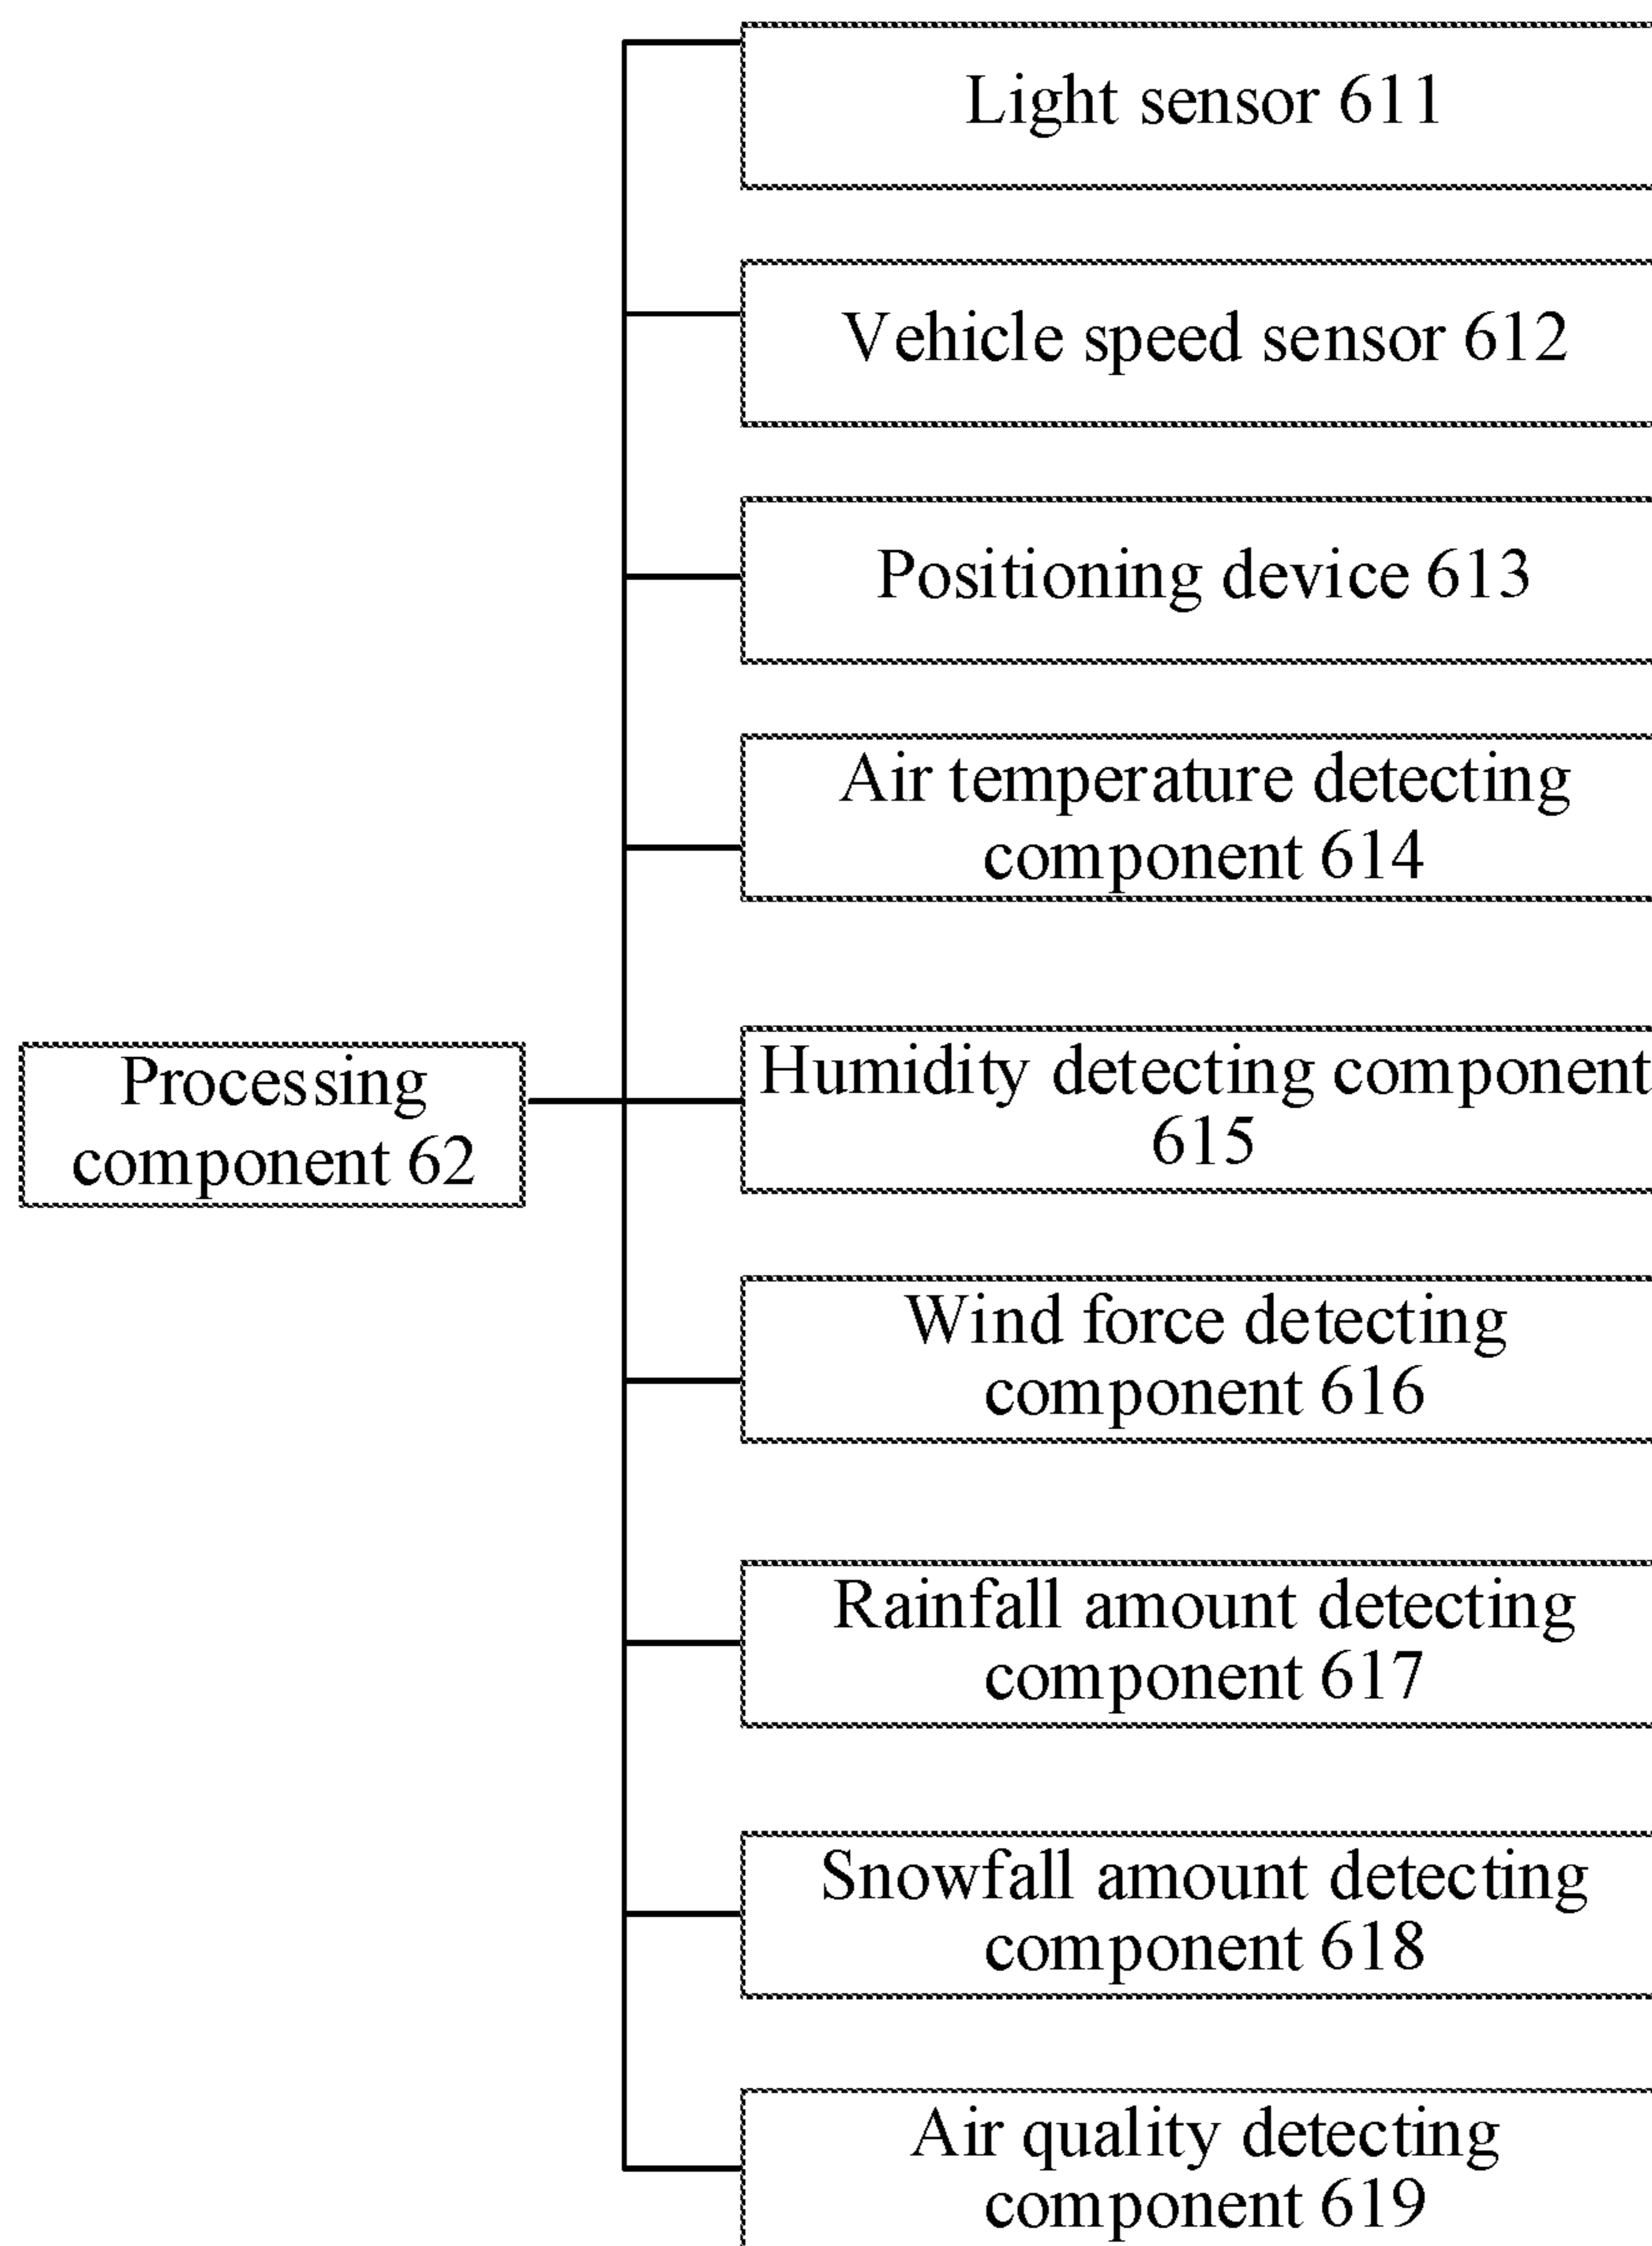 Light sensor 611
Vehicle speed sensor 612
Positioning device 613
Air temperature detecting
component 614
Processing
component 62
Humidity detecting component
615
Wind force detecting
component 616
Rainfall amount detecting
component 617
Snowfall amount detecting
component 618
Air quality detecting
component 619